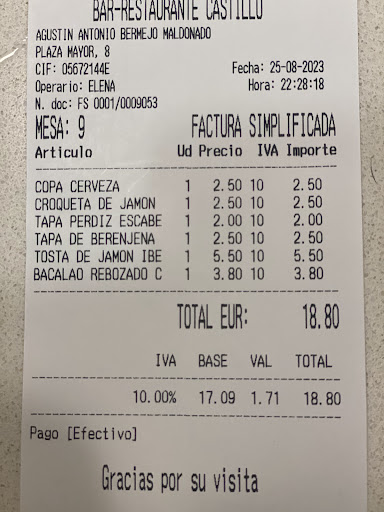 BAR-RESTAURANTE CASTILLO
AGUSTIN ANTONIO BERMEJO MALDONADO
PLAZA MAYOR, 8
CIF: 05672144E Fecha: 25-08-2023
Operario: ELENA Hora: 22:28:18
N. doc: FS 0001/0009053
MESA: 9 FACTURA SIMPLIFICADA
Articulo Ud Precio IVA Importe
COPA CERVEZA 1 2.50 10 2.50
CROQUETA DE JAMON 1 2.50 10 2.50
TAPA PERDIZ ESCABE 1 2.00 10 2.00
TAPA DE BERENJENA 1 2.50 10 2.50
TOSTA DE JAMON IBE 1 5.50 10 5.50
BACALAO REBOZADO C 1 3.80 10 3.80
TOTAL EUR: 18.80
IVA BASE VAL TOTAL
10.00% 17.09 1.71 18.80
Pago [Efectivo]
Gracias por su visita